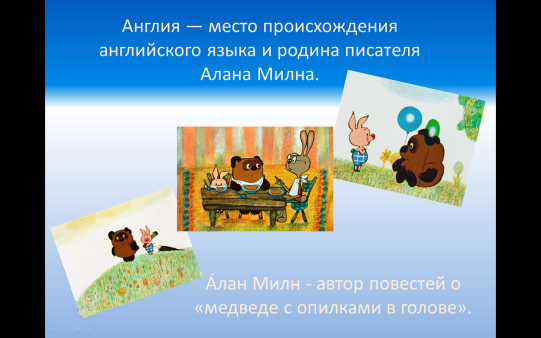 Англия — место происхождения
английского языка и родина писателя
Алана Милна.
А́лан Милн - автор повестей о
«медведе с опилками в голове».